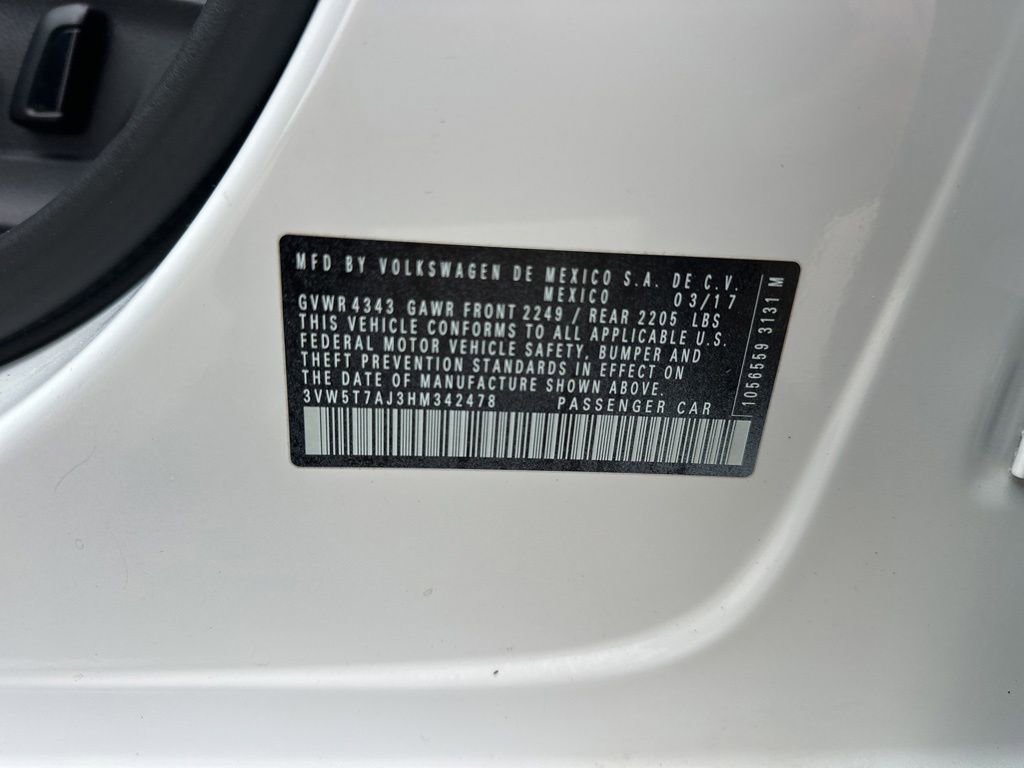 MFD BY VOLKSWAGEN DE MEXICO S.A. DE C.V.
MEXICO 03/17
GVWR 4343 GAWR FRONT 2249 / REAR 2205 LBS
THIS VEHICLE CONFORMS TO ALL APPLICABLE U.S.
FEDERAL MOTOR VEHICLE SAFETY, BUMPER AND
THEFT PREVENTION STANDARDS IN EFFECT ON
THE DATE OF MANUFACTURE SHOWN ABOVE.
3VW5T7AJ3HM342478 PASSENGER CAR
1056559 3131 M